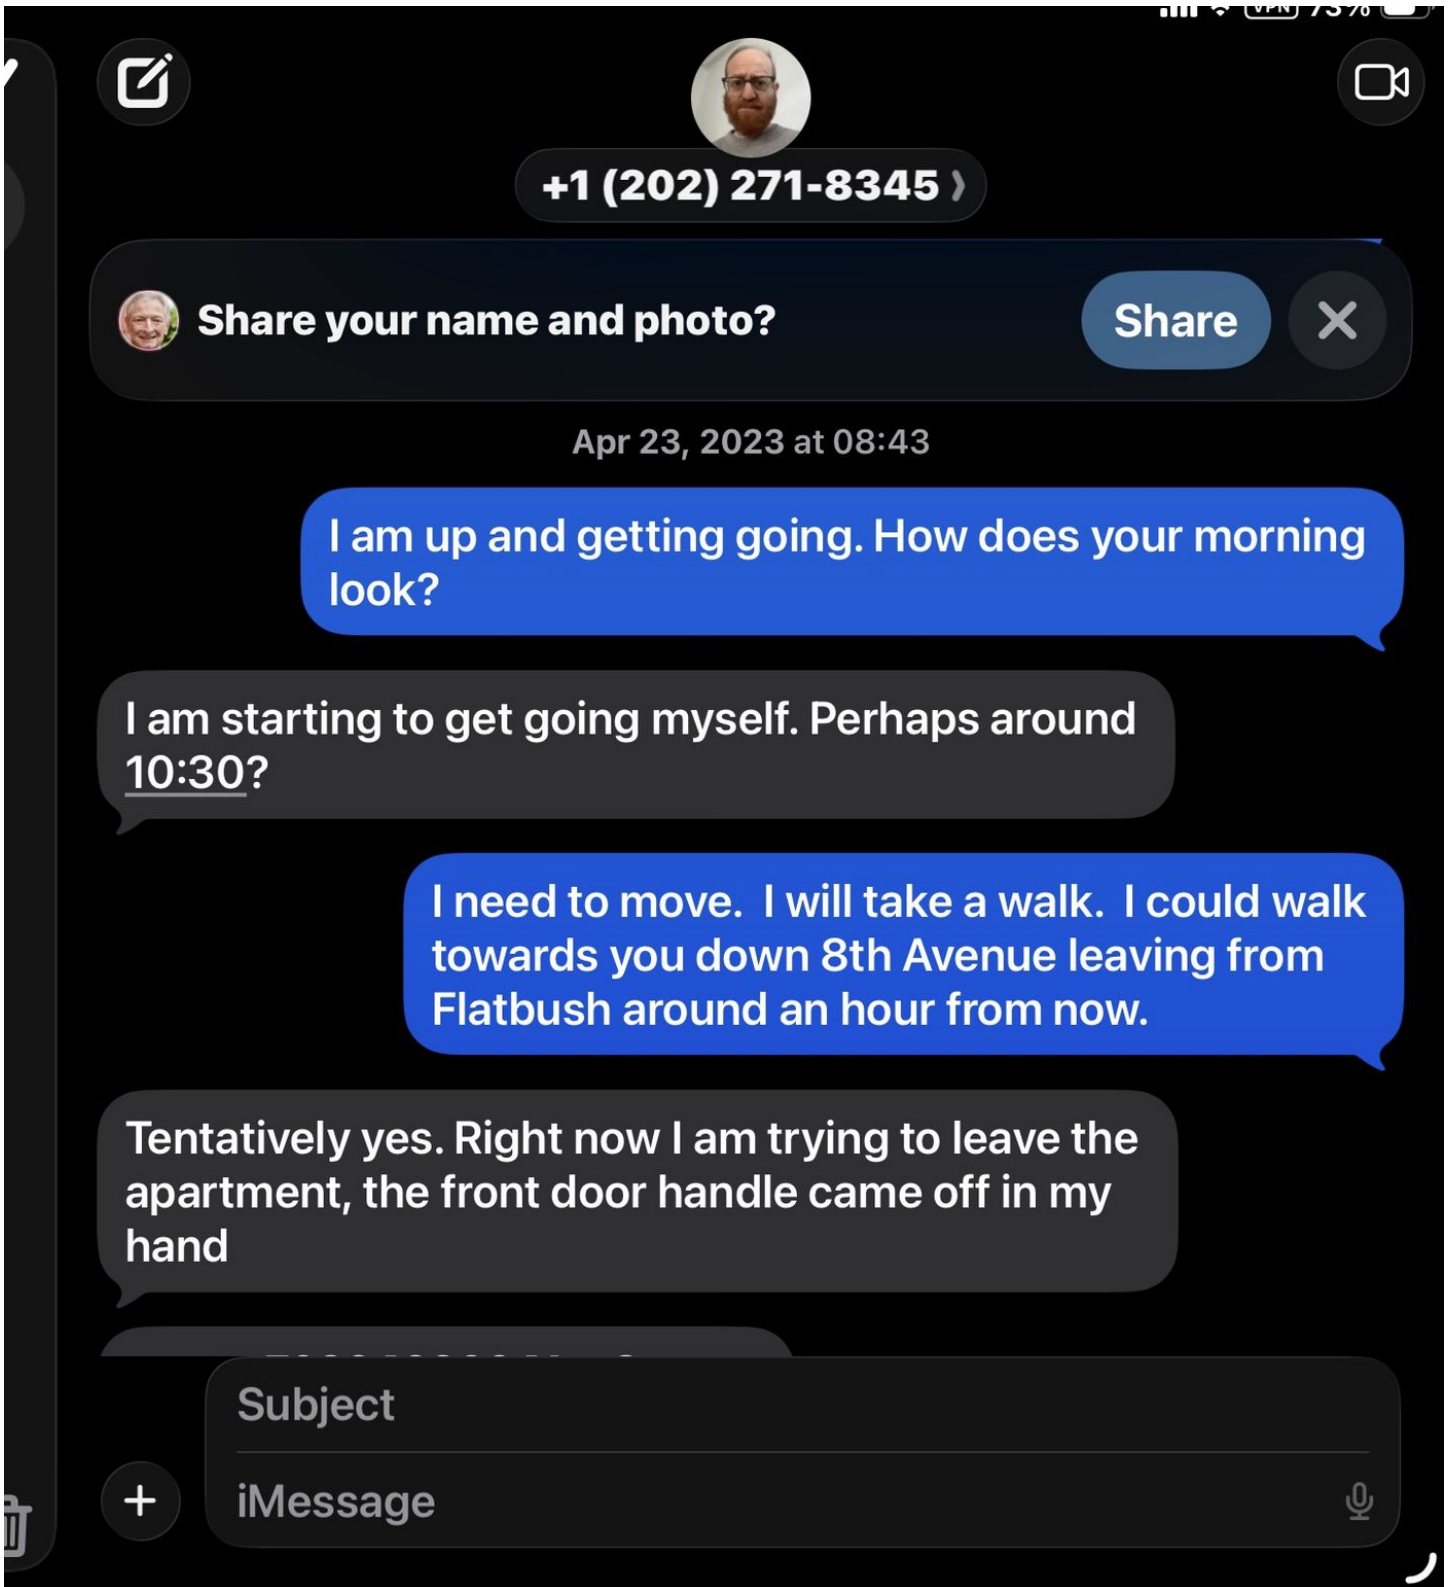 VPN 73%
+1 (202) 271-8345
Share your name and photo?
Share
Apr 23, 2023 at 08:43
I am up and getting going. How does your morning
look?
I am starting to get going myself. Perhaps around
10:30?
I need to move.  I will take a walk.  I could walk
towards you down 8th Avenue leaving from
Flatbush around an hour from now.
Tentatively yes. Right now I am trying to leave the
apartment, the front door handle came off in my
hand
Subject
iMessage